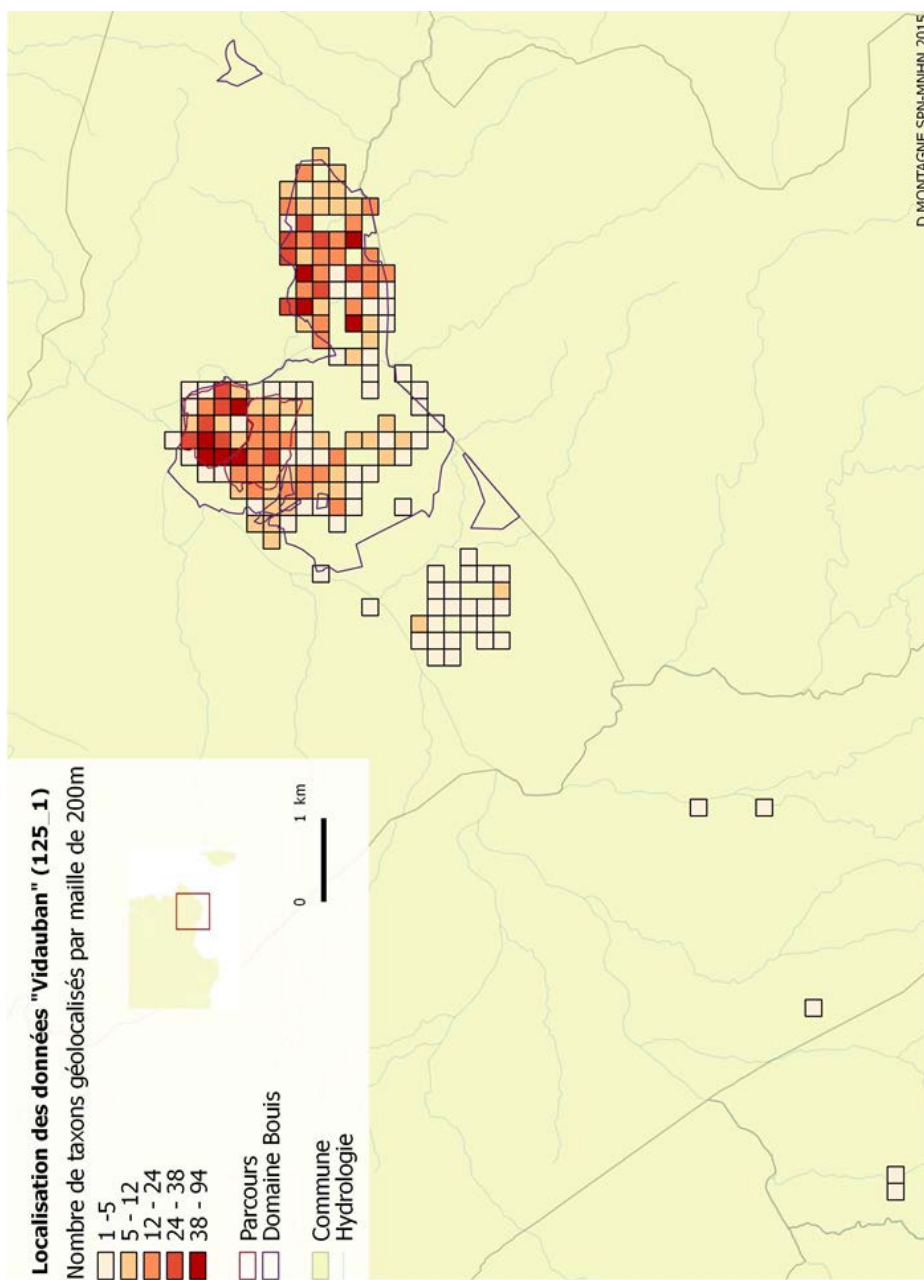 Localisation des données "Vidauban" (125_1)
Nombre de taxons géolocalisés par maille de 200m
1 -5
5 - 12
12 - 24
24 - 38
38 - 94
Parcours
Domaine Bouis
Commune
Hydrologie
0 1 km
D.MONTAGNE SPN-MNHN 2015